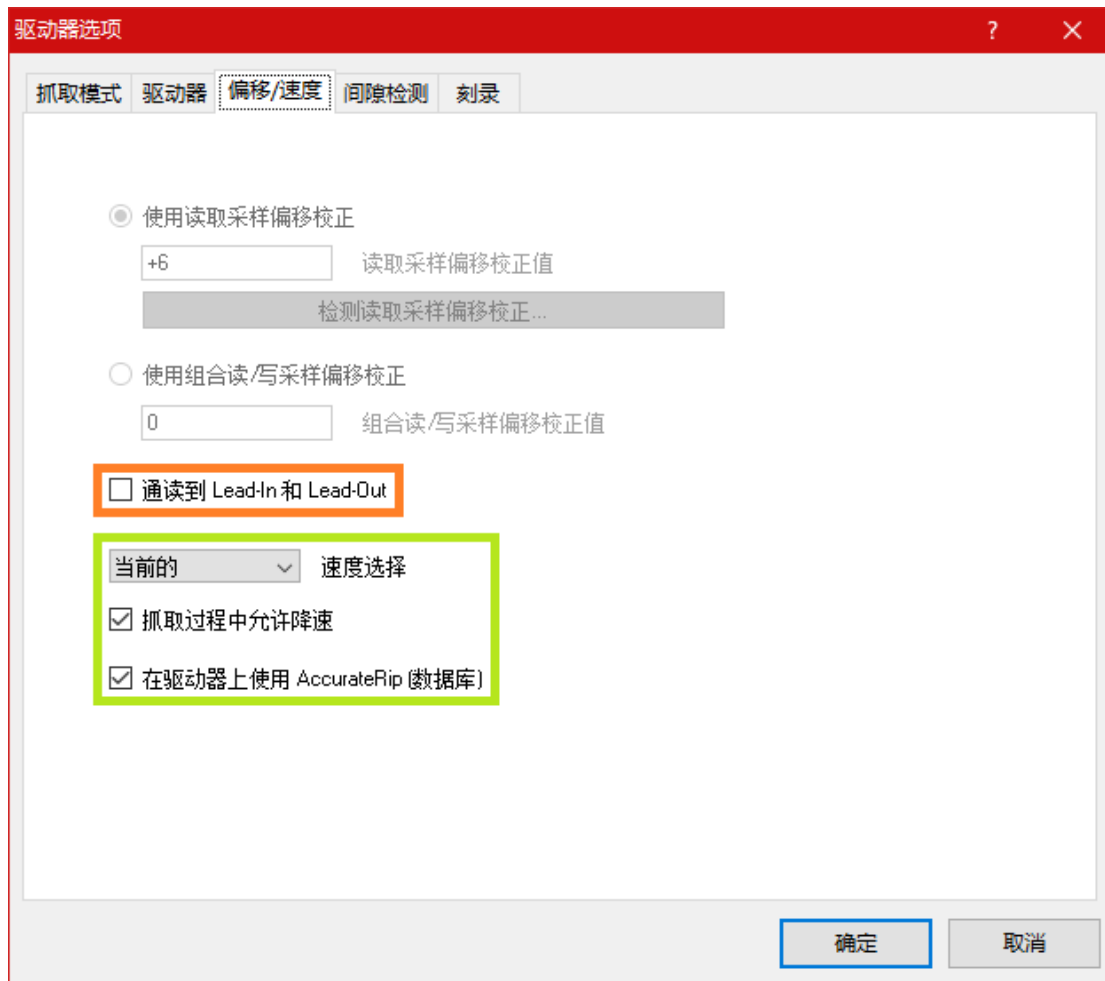 驱动器选项
抓取模式 驱动器 偏移/速度 间隙检测 刻录
使用读取采样偏移校正
+6 读取采样偏移校正值
检测读取采样偏移校正...
使用组合读/写采样偏移校正
0 组合读/写采样偏移校正值
通读到 Lead-In 和 Lead-Out
当前的 速度选择
抓取过程中允许降速
在驱动器上使用 AccurateRip (数据库)
确定 取消